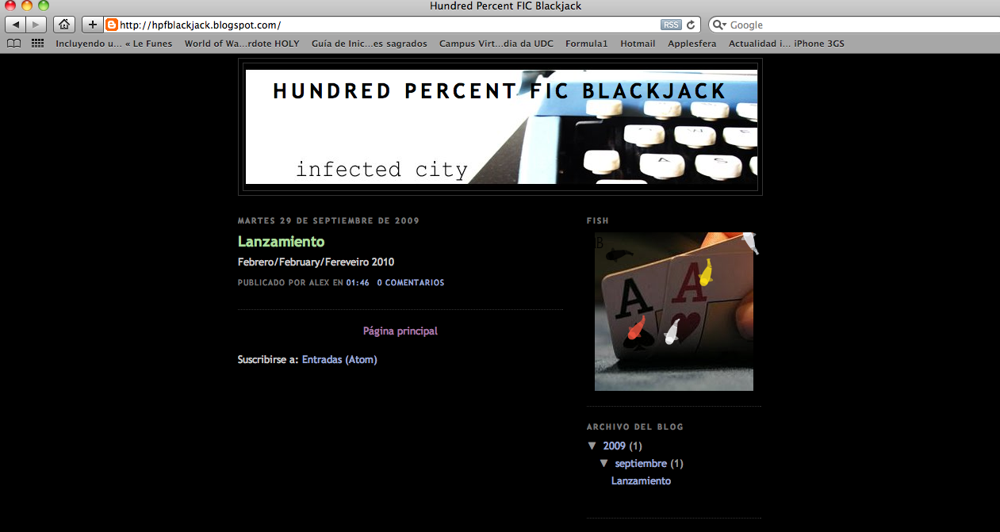 Hundred Percent FIC Blackjack
http://hpfblackjack.blogspot.com/
RSS
Google
Incluyendo u... « Le Funes
World of Wa...rdote HOLY
Guía de Inic...es sagrados
Campus Virt...dia da UDC
Formula1
Hotmail
Applesfera
Actualidad i... iPhone 3GS
HUNDRED PERCENT FIC BLACKJACK
A S
infected city
MARTES 29 DE SEPTIEMBRE DE 2009
Lanzamiento
Febrero/February/Fereveiro 2010
PUBLICADO POR ALEX EN 01:46 0 COMENTARIOS
Página principal
Suscribirse a: Entradas (Atom)
FISH
A A
ARCHIVO DEL BLOG
▼ 2009 (1)
▼ septiembre (1)
Lanzamiento